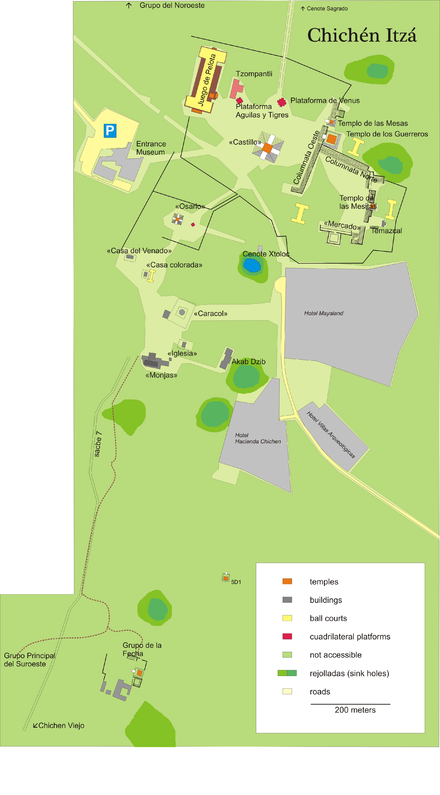 Grupo del Noroeste
Cenote Sagrado
Chichén Itzá
Juego de Pelota
Tzompantli
Plataforma
Aguilas y Tigres
Plataforma de Venus
P
Entrance
Museum
«Castillo»
Templo de las Mesas
Templo de los Guerreros
Columnata Oeste
Columnata Norte
Templo de
las Mesitas
«Osario»
«Mercado»
Temazcal
«Casa del Venado»
«Casa colorada»
Cenote Xtoloc
«Caracol»
Hotel Mayaland
«Iglesia»
«Monjas»
Akab Dzib
Hotel
Hacienda Chichen
Hotel Villas Arqueologicas
sacbe 7
5D1
Grupo Principal
del Suroeste
Grupo de la
Fecha
Chichen Viejo
temples
buildings
ball courts
cuadrilateral platforms
not accessible
rejolladas (sink holes)
roads
200 meters